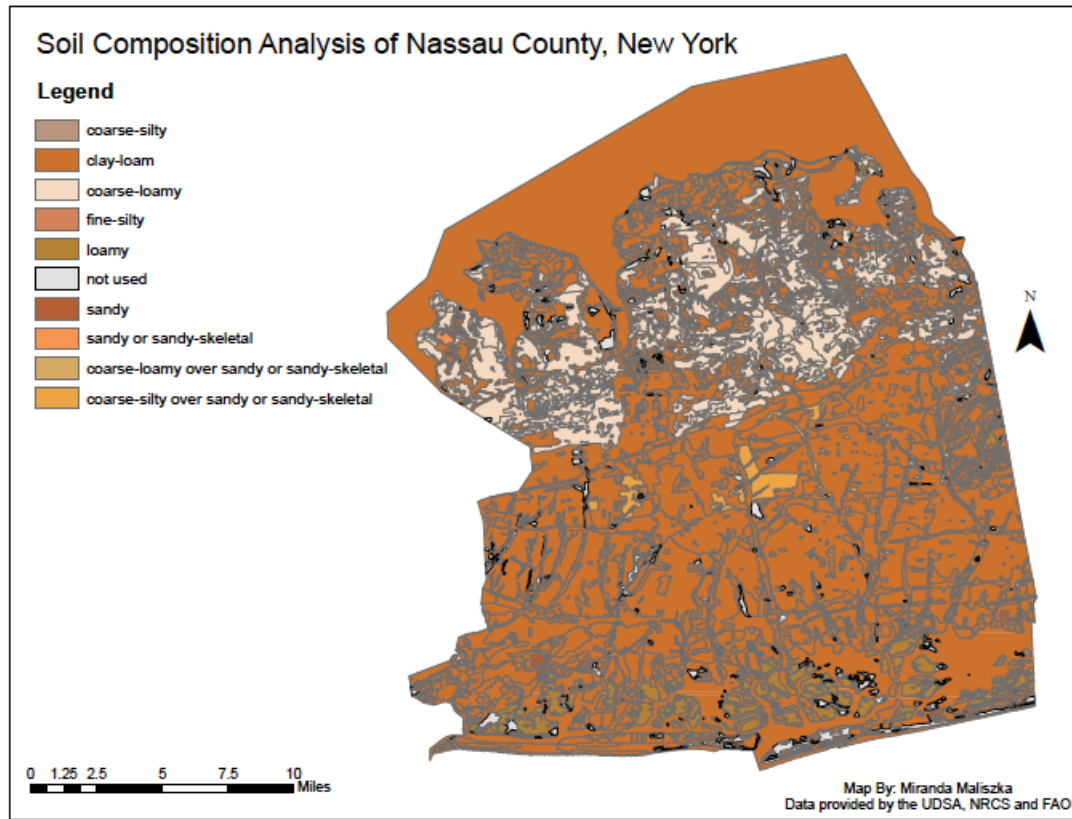 Soil Composition Analysis of Nassau County, New York
Legend
coarse-silty
clay-loam
coarse-loamy
fine-silty
loamy
not used
sandy
sandy or sandy-skeletal
coarse-loamy over sandy or sandy-skeletal
coarse-silty over sandy or sandy-skeletal
N
0 1.25 2.5 5 7.5 10
Miles
Map By: Miranda Maliszka
Data provided by the UDSA, NRCS and FAO